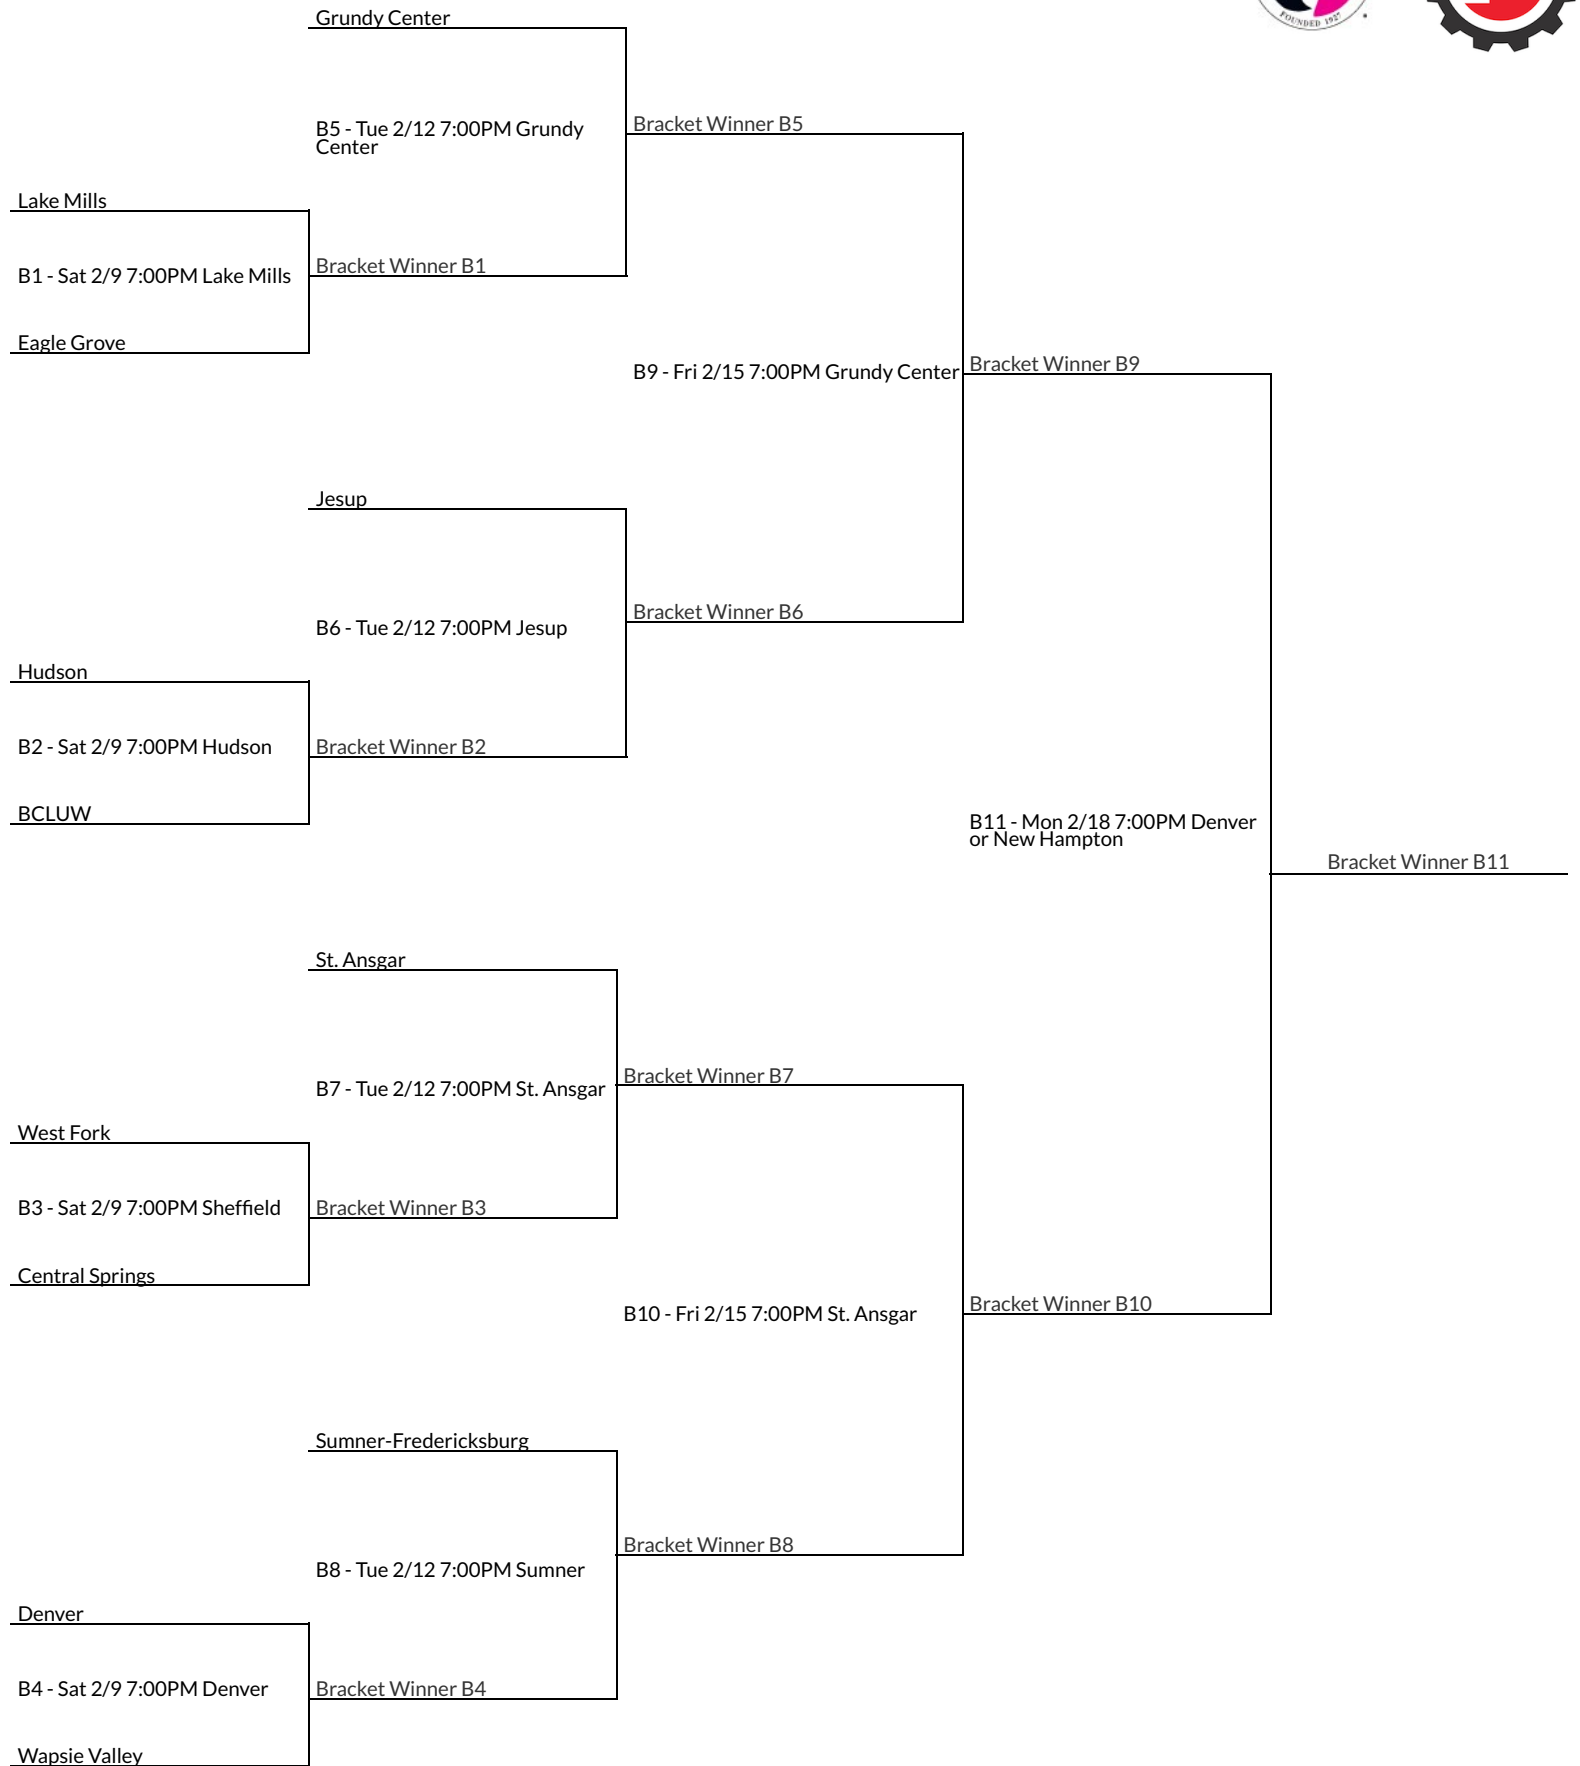 FOUNDED 1927
Grundy Center
B5 - Tue 2/12 7:00PM Grundy
Center
Bracket Winner B5
Lake Mills
B1 - Sat 2/9 7:00PM Lake Mills
Bracket Winner B1
Eagle Grove
B9 - Fri 2/15 7:00PM Grundy Center
Bracket Winner B9
Jesup
B6 - Tue 2/12 7:00PM Jesup
Bracket Winner B6
Hudson
B2 - Sat 2/9 7:00PM Hudson
Bracket Winner B2
BCLUW
B11 - Mon 2/18 7:00PM Denver
or New Hampton
Bracket Winner B11
St. Ansgar
B7 - Tue 2/12 7:00PM St. Ansgar
Bracket Winner B7
West Fork
B3 - Sat 2/9 7:00PM Sheffield
Bracket Winner B3
Central Springs
B10 - Fri 2/15 7:00PM St. Ansgar
Bracket Winner B10
Sumner-Fredericksburg
B8 - Tue 2/12 7:00PM Sumner
Bracket Winner B8
Denver
B4 - Sat 2/9 7:00PM Denver
Bracket Winner B4
Wapsie Valley